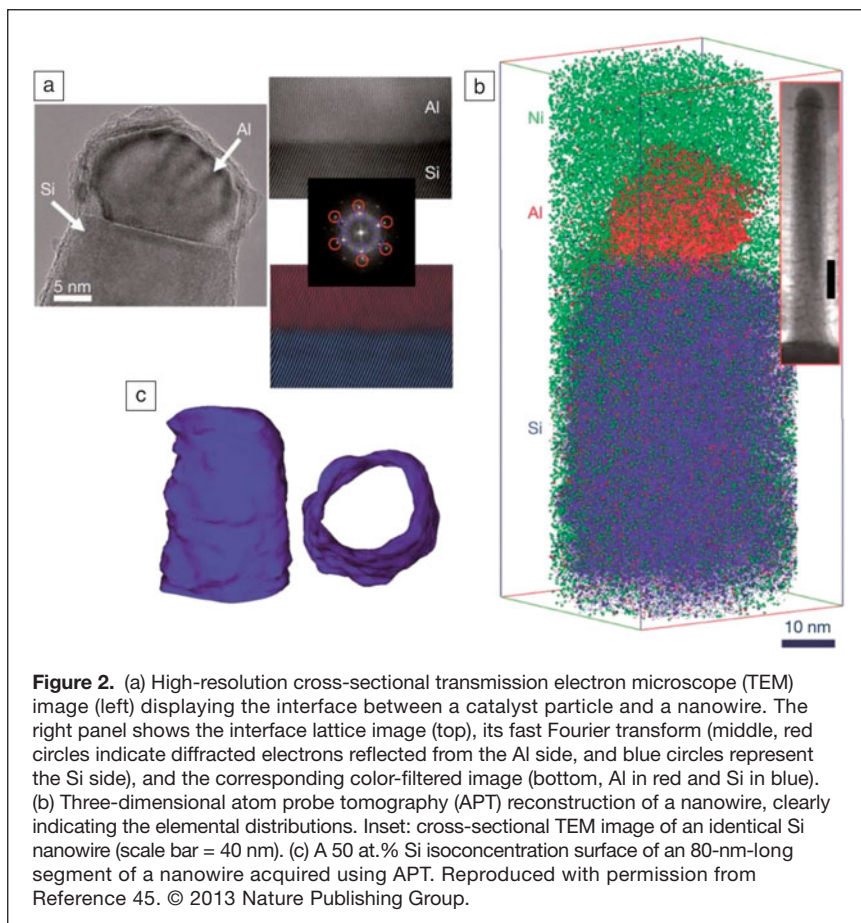 a
Al
Si
5 nm
Al
Si
b
Ni
Al
Si
10 nm
c
Figure 2. (a) High-resolution cross-sectional transmission electron microscope (TEM)
image (left) displaying the interface between a catalyst particle and a nanowire. The
right panel shows the interface lattice image (top), its fast Fourier transform (middle, red
circles indicate diffracted electrons reflected from the Al side, and blue circles represent
the Si side), and the corresponding color-filtered image (bottom, Al in red and Si in blue).
(b) Three-dimensional atom probe tomography (APT) reconstruction of a nanowire, clearly
indicating the elemental distributions. Inset: cross-sectional TEM image of an identical Si
nanowire (scale bar = 40 nm). (c) A 50 at.% Si isoconcentration surface of an 80-nm-long
segment of a nanowire acquired using APT. Reproduced with permission from
Reference 45. © 2013 Nature Publishing Group.